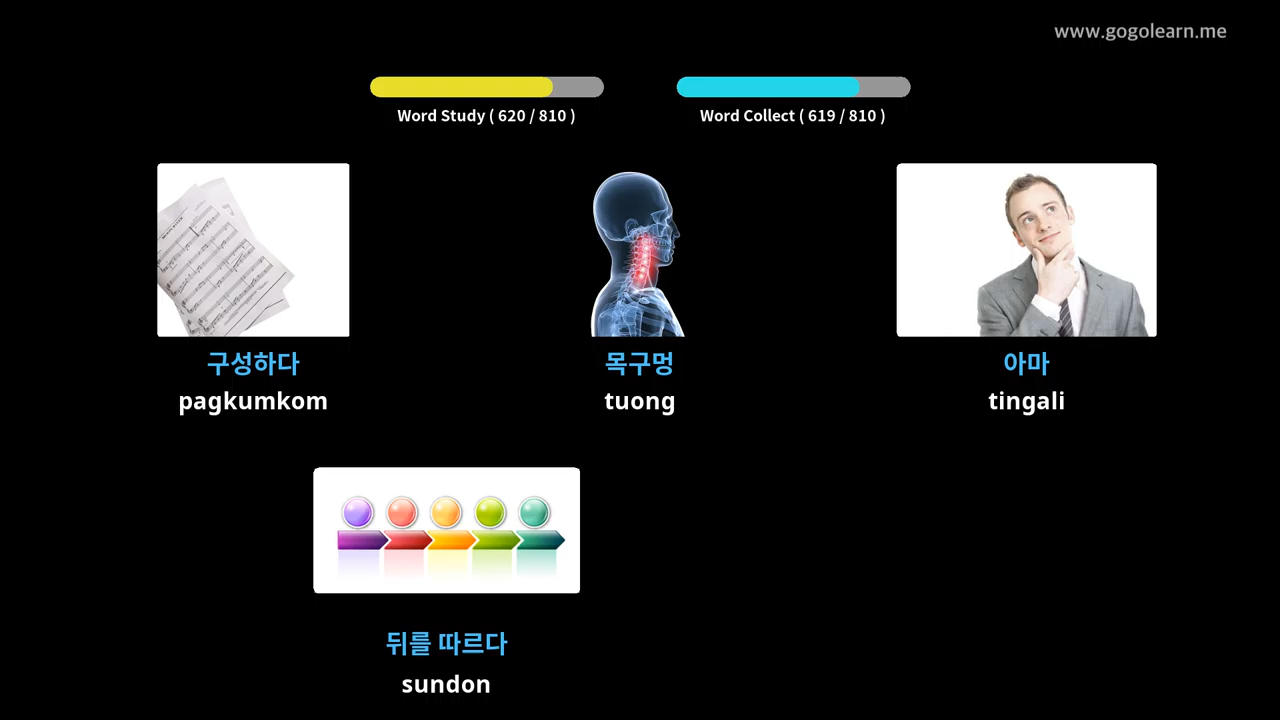 www.gogolearn.me
Word Study ( 620 / 810 )
Word Collect ( 619 / 810 )
구성하다
pagkumkom
목구멍
tuong
아마
tingali
뒤를 따르다
sundon